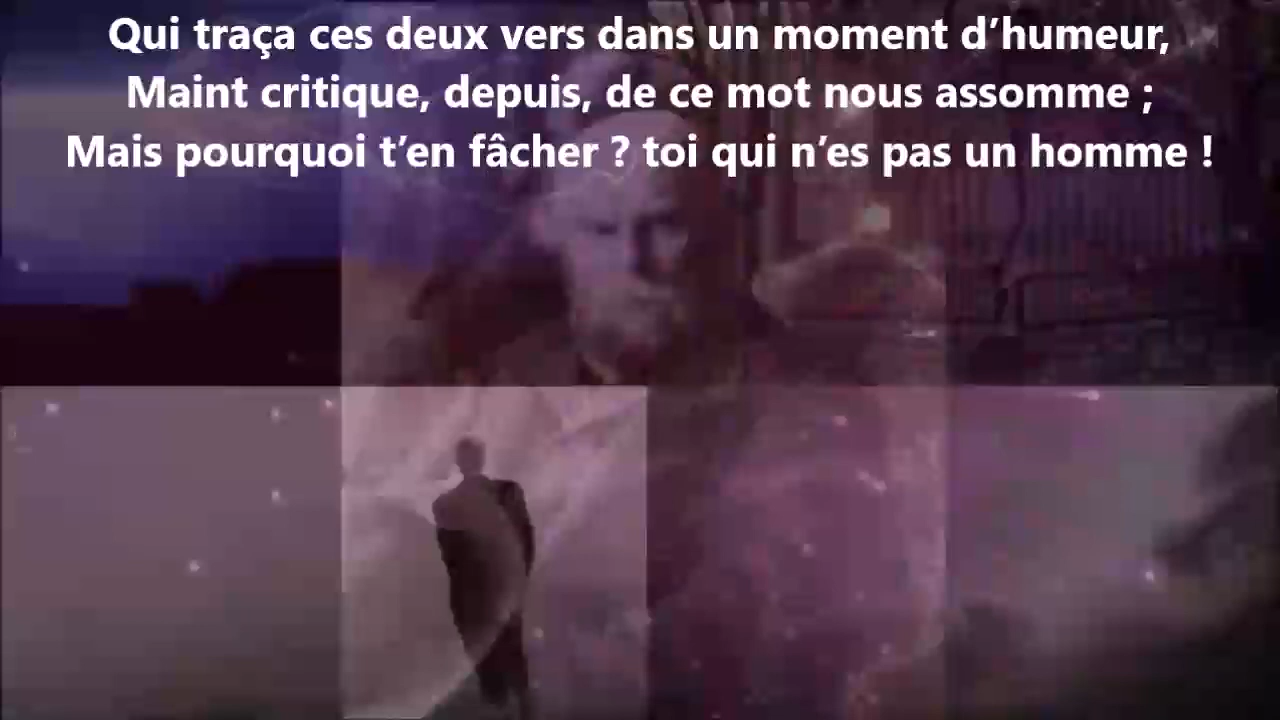 Qui traça ces deux vers dans un moment d’humeur,
Maint critique, depuis, de ce mot nous assomme ;
Mais pourquoi t’en fâcher ? toi qui n’es pas un homme !